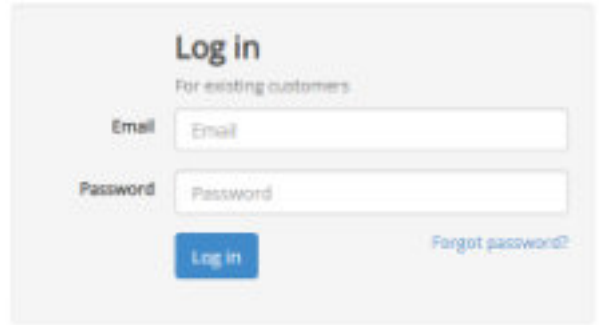 Log in
For existing customers
Email Email
Password Password
Log in Forgot password?